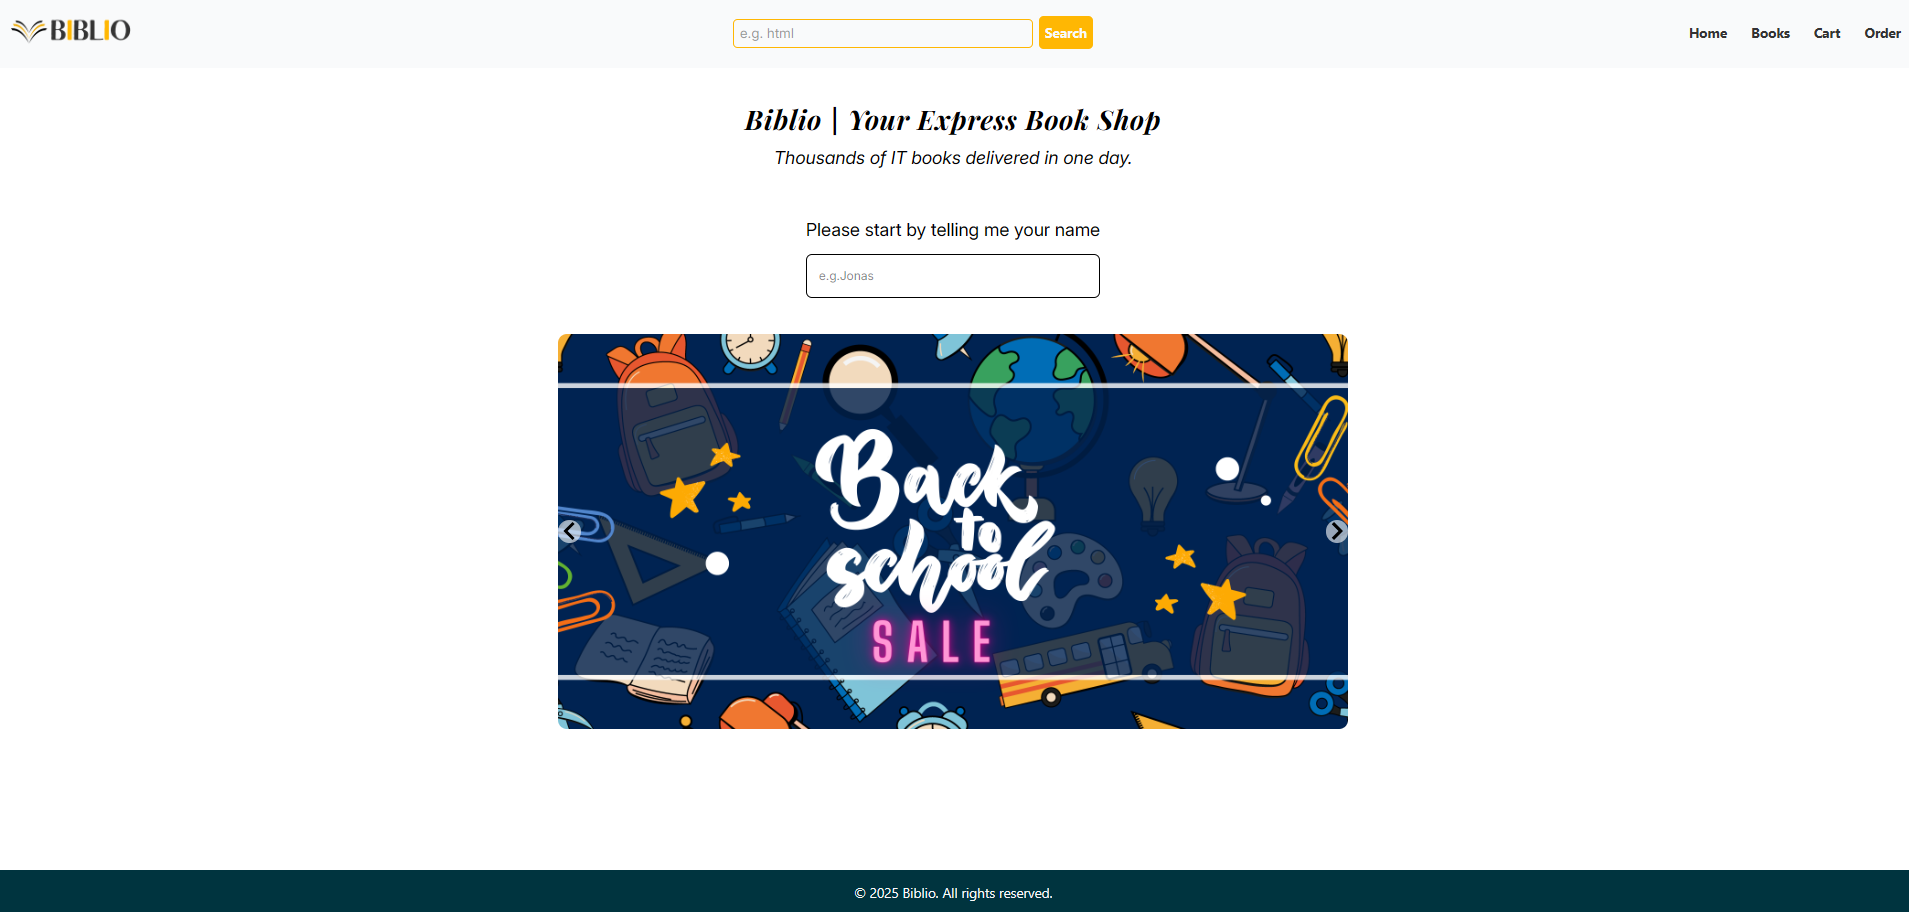 BIBLIO
e.g. html
Search
Home
Books
Cart
Order
Biblio | Your Express Book Shop
Thousands of IT books delivered in one day.
Please start by telling me your name
e.g.Jonas
Back
to
school
SALE
© 2025 Biblio. All rights reserved.